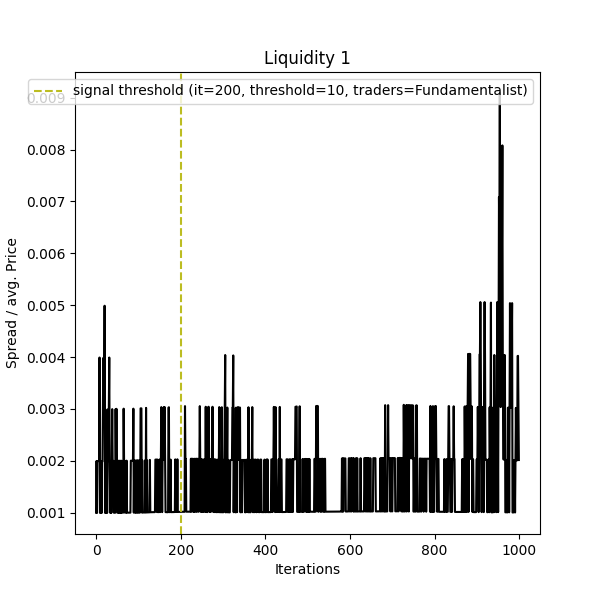 Liquidity 1
signal threshold (it=200, threshold=10, traders=Fundamentalist)
0.009
0.008
0.007
0.006
0.005
0.004
0.003
0.002
0.001
Spread / avg. Price
0 200 400 600 800 1000
Iterations